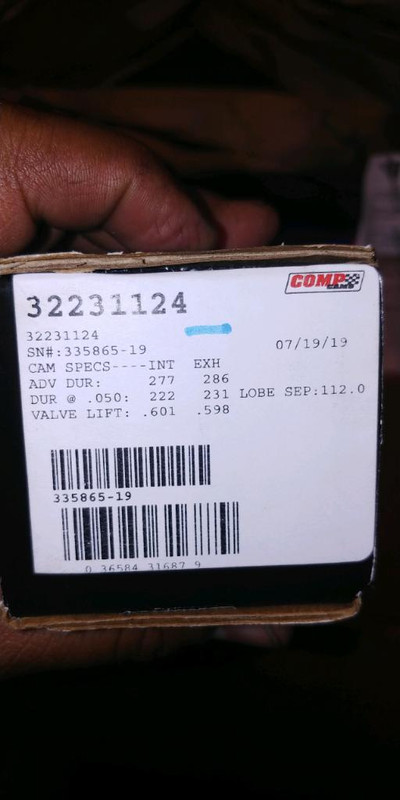 COMP
CAMS
32231124
32231124
SN#:335865-19
07/19/19
CAM SPECS----INT EXH
ADV DUR: 277 286
DUR @ .050: 222 231 LOBE SEP:112.0
VALVE LIFT: .601 .598
335865-19
0 36584 31687 9